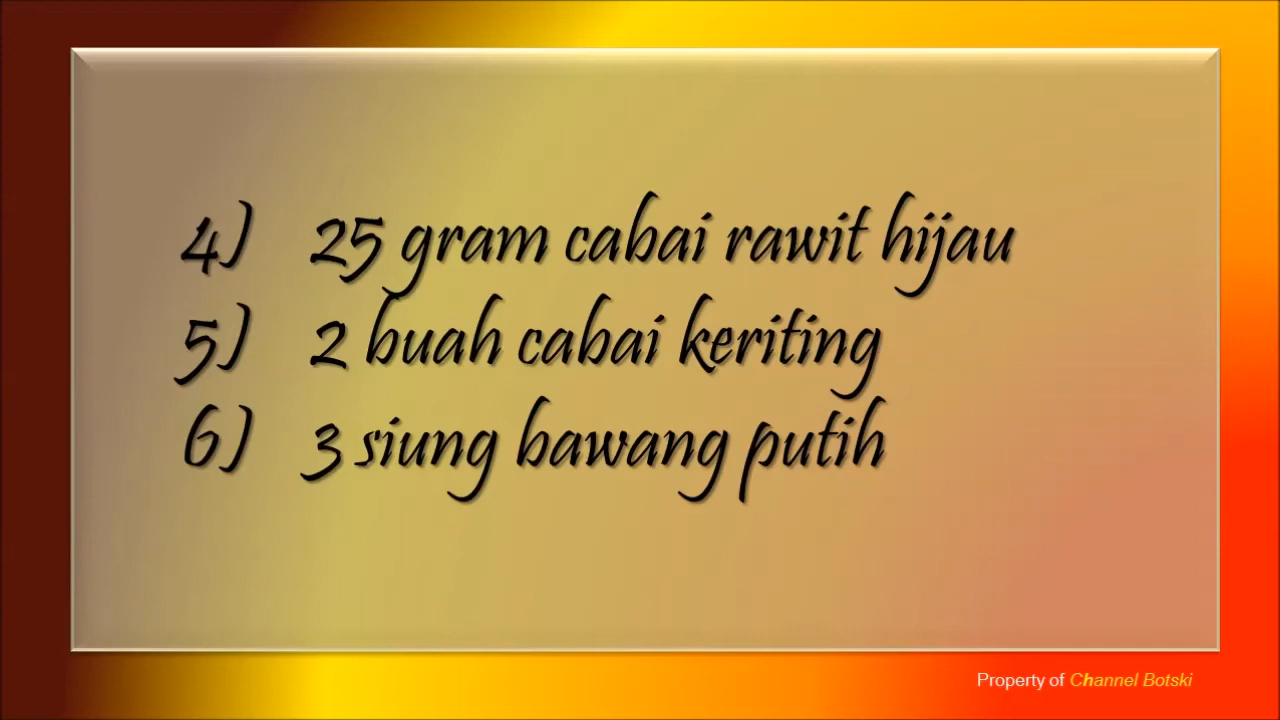 4) 25 gram cabai rawit hijau
5) 2 buah cabai keriting
6) 3 siung bawang putih
Property of Channel Botski